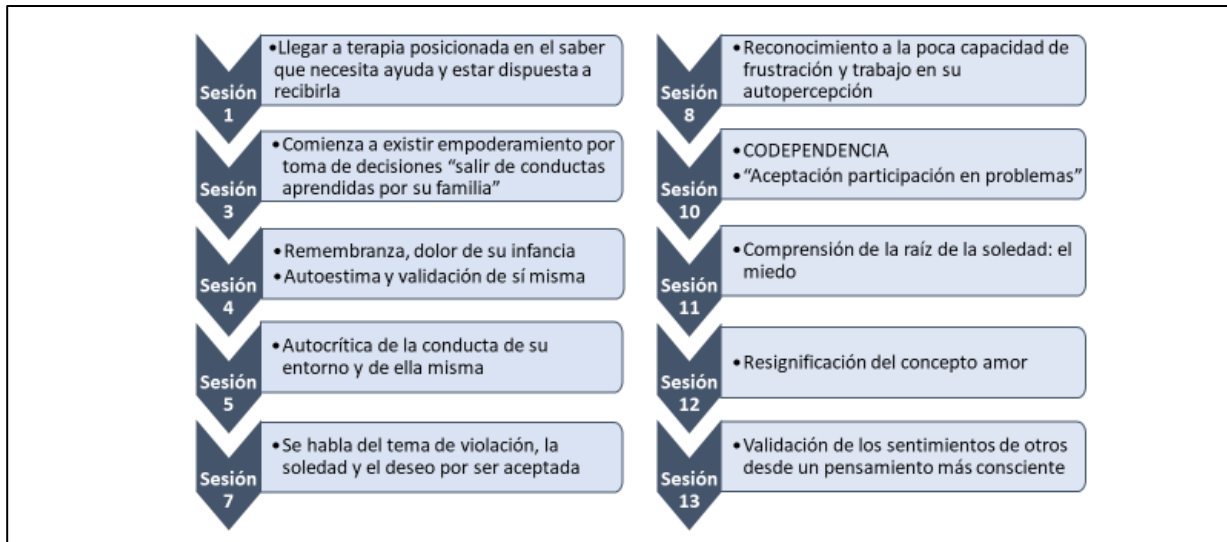 Sesión
1
•Llegar a terapia posicionada en el saber
que necesita ayuda y estar dispuesta a
recibirla
Sesión
3
•Comienza a existir empoderamiento por
toma de decisiones “salir de conductas
aprendidas por su familia”
Sesión
4
•Remembranza, dolor de su infancia
•Autoestima y validación de sí misma
Sesión
5
•Autocrítica de la conducta de su
entorno y de ella misma
Sesión
7
•Se habla del tema de violación, la
soledad y el deseo por ser aceptada
Sesión
8
•Reconocimiento a la poca capacidad de
frustración y trabajo en su
autopercepción
Sesión
10
•CODEPENDENCIA
•“Aceptación participación en problemas”
Sesión
11
•Comprensión de la raíz de la soledad: el
miedo
Sesión
12
•Resignificación del concepto amor
Sesión
13
•Validación de los sentimientos de otros
desde un pensamiento más consciente